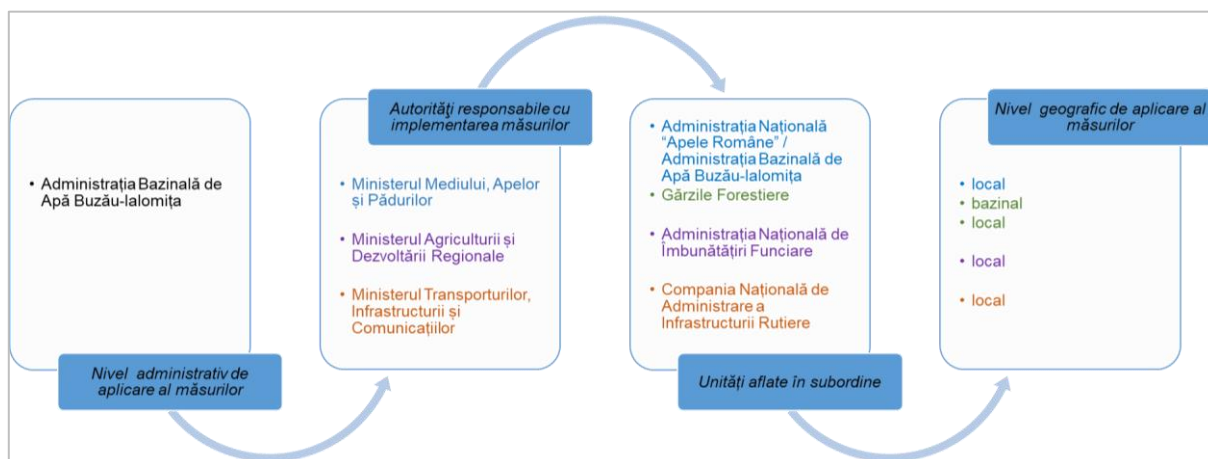 • Administrația Bazinală de
Apă Buzău-Ialomița
Nivel administrativ de
aplicare al măsurilor
Autorităţi responsabile cu
implementarea măsurilor
• Ministerul Mediului, Apelor
și Pădurilor
• Ministerul Agriculturii și
Dezvoltării Regionale
• Ministerul Transporturilor,
Infrastructurii și
Comunicațiilor
• Administrația Națională
"Apele Române" /
Administrația Bazinală de
Apă Buzău-Ialomița
• Gărzile Forestiere
• Administrația Națională de
Îmbunătățiri Funciare
• Compania Națională de
Administrare a
Infrastructurii Rutiere
Unități aflate în subordine
Nivel geografic de aplicare al
măsurilor
• local
• bazinal
• local
• local
• local